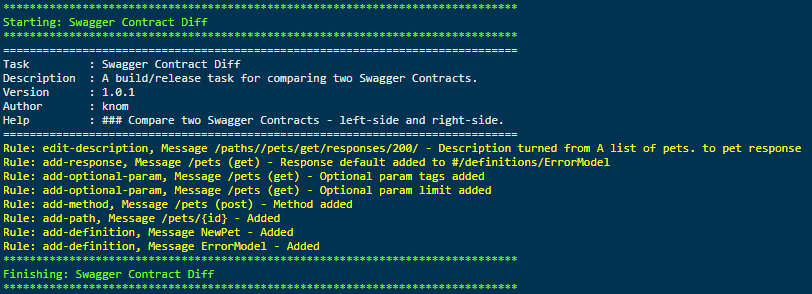 ******************************************************************************
Starting: Swagger Contract Diff
******************************************************************************
==============================================================================
Task         : Swagger Contract Diff
Description  : A build/release task for comparing two Swagger Contracts.
Version      : 1.0.1
Author       : knom
Help         : ### Compare two Swagger Contracts - left-side and right-side.
==============================================================================
Rule: edit-description, Message /paths//pets/get/responses/200/ - Description turned from A list of pets. to pet response
Rule: add-response, Message /pets (get) - Response default added to #/definitions/ErrorModel
Rule: add-optional-param, Message /pets (get) - Optional param tags added
Rule: add-optional-param, Message /pets (get) - Optional param limit added
Rule: add-method, Message /pets (post) - Method added
Rule: add-path, Message /pets/{id} - Added
Rule: add-definition, Message NewPet - Added
Rule: add-definition, Message ErrorModel - Added
******************************************************************************
Finishing: Swagger Contract Diff
******************************************************************************